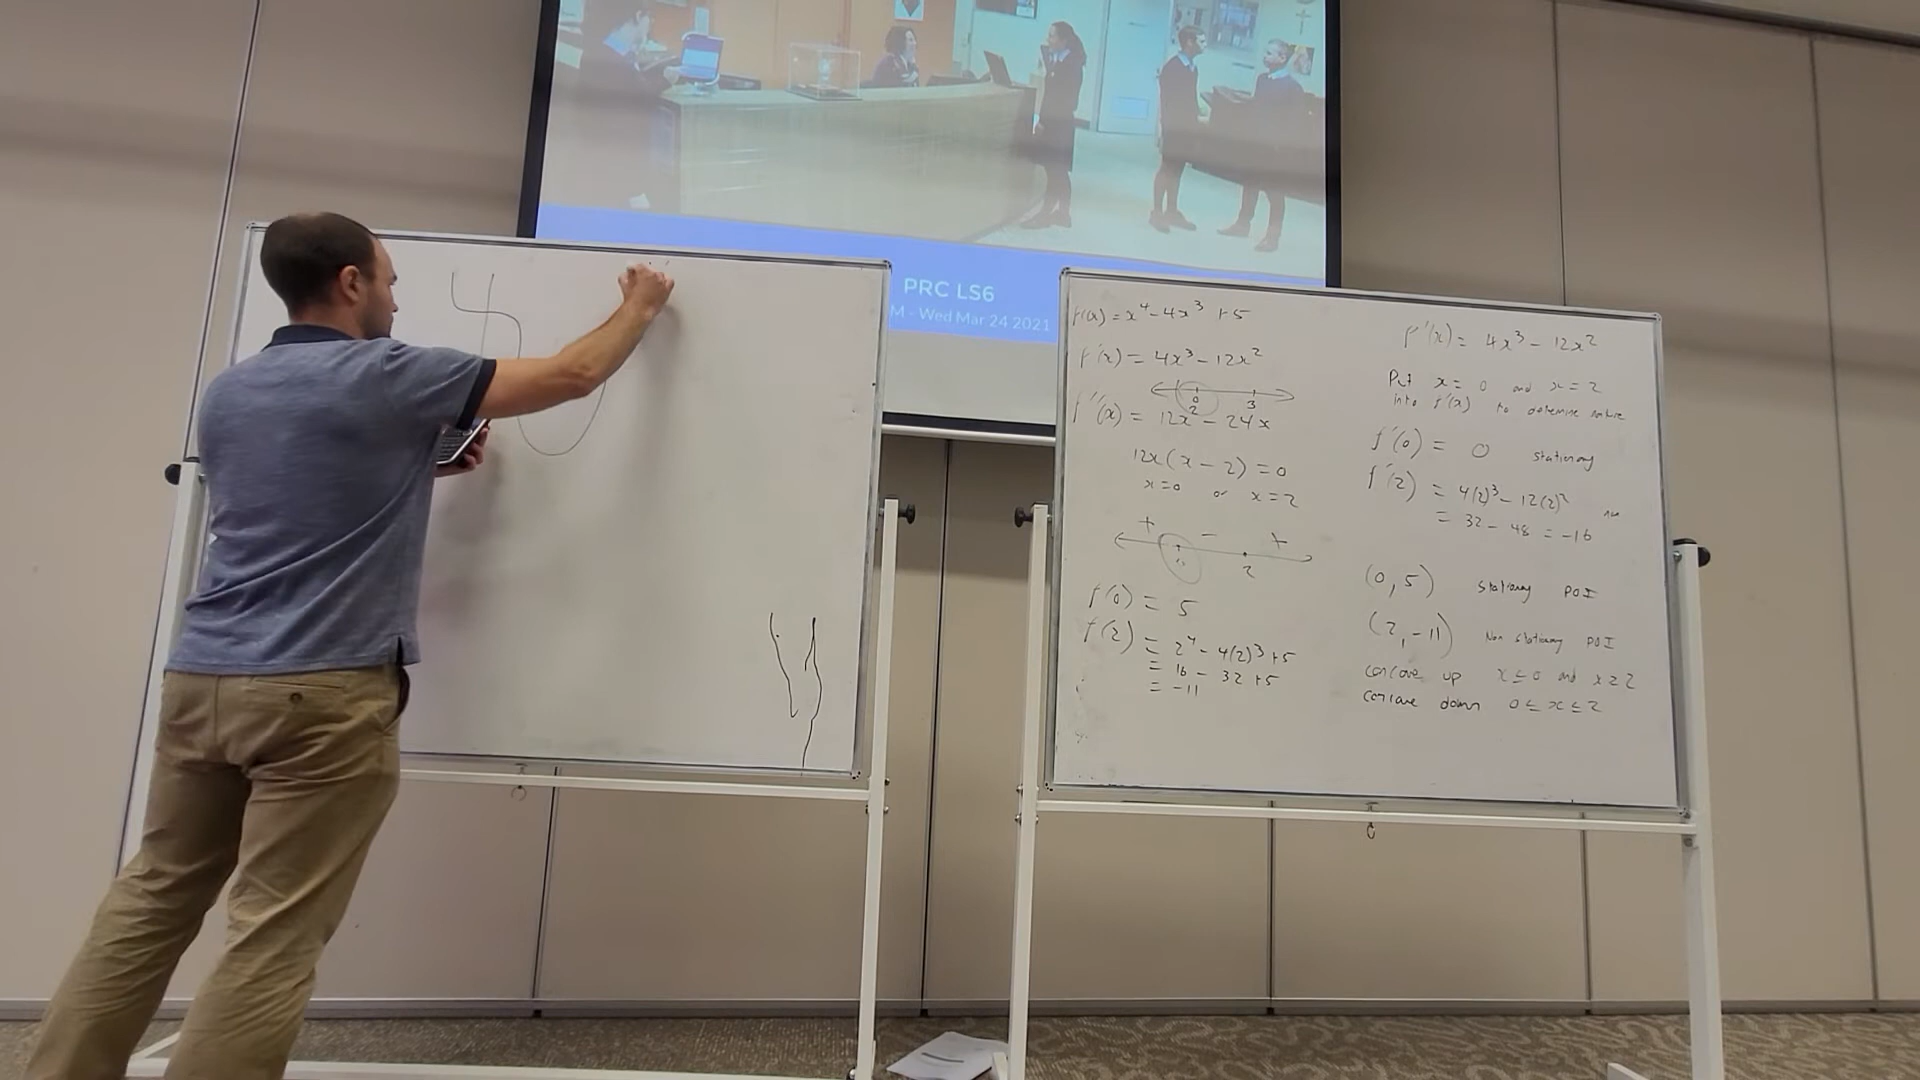 PRC LS6
M - Wed Mar 24 2021
f(x) = x⁴ - 4x³ + 5
f'(x) = 4x³ - 12x²
0 3
2
f''(x) = 12x² - 24x
12x(x - 2) = 0
x=0 or x=2
+ - +
2
f(0) = 5
f(2) = 2⁴ - 4(2)³ + 5
= 16 - 32 + 5
= -11
f'(x) = 4x³ - 12x²
Put x = 0 and x = 2
into f'(x) to determine nature
f'(0) = 0 stationary
f'(2) = 4(2)³ - 12(2)²
= 32 - 48 = -16
(0, 5) Stationary POI
(2, -11) Non stationary POI
concave up x ≤ 0 and x ≥ 2
concave down 0 ≤ x ≤ 2